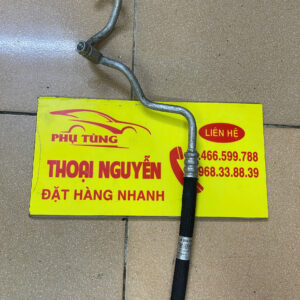 PHỤ TÙNG
THOẠI NGUYỄN
ĐẶT HÀNG NHANH
LIÊN HỆ
466.599.788
968.33.88.39